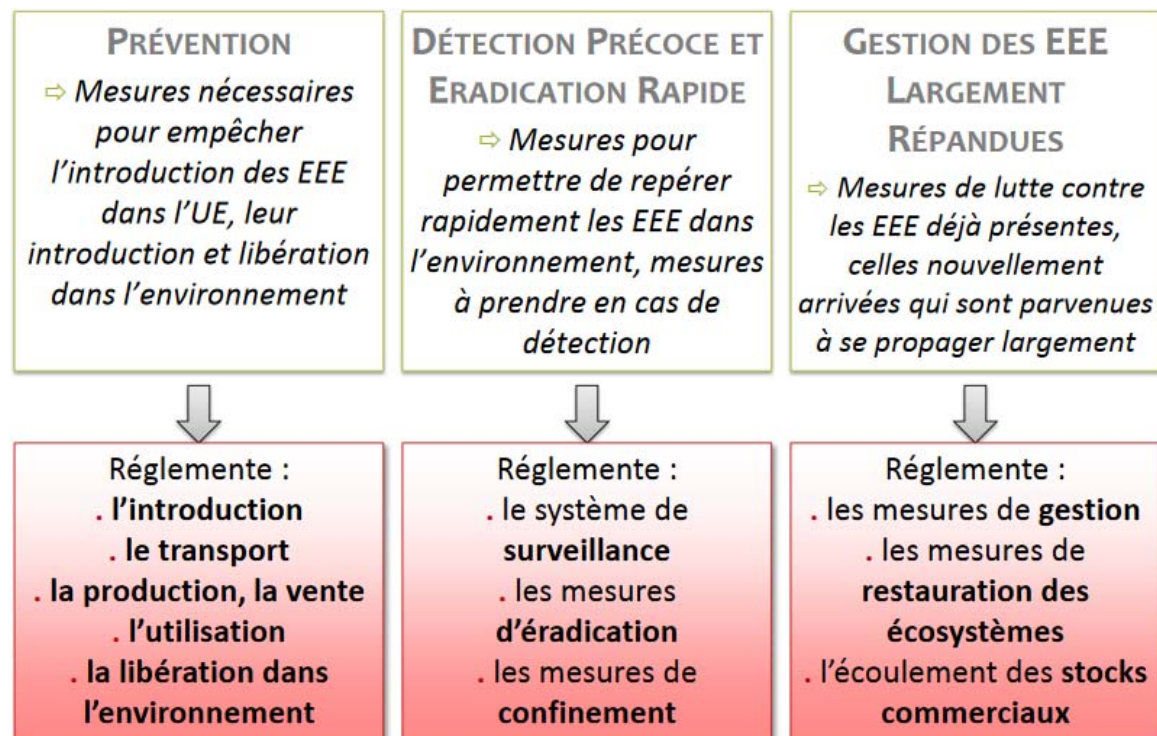 PRÉVENTION
⇨ Mesures nécessaires
pour empêcher
l'introduction des EEE
dans l'UE, leur
introduction et libération
dans l'environnement
DÉTECTION PRÉCOCE ET
ERADICATION RAPIDE
⇨ Mesures pour
permettre de repérer
rapidement les EEE dans
l'environnement, mesures
à prendre en cas de
détection
GESTION DES EEE
LARGEMENT
RÉPANDUES
⇨ Mesures de lutte contre
les EEE déjà présentes,
celles nouvellement
arrivées qui sont parvenues
à se propager largement
Réglemente :
. l'introduction
. le transport
. la production, la vente
. l'utilisation
. la libération dans
l'environnement
Réglemente :
. le système de
surveillance
. les mesures
d'éradication
. les mesures de
confinement
Réglemente :
. les mesures de gestion
. les mesures de
restauration des
écosystèmes
. l'écoulement des stocks
commerciaux